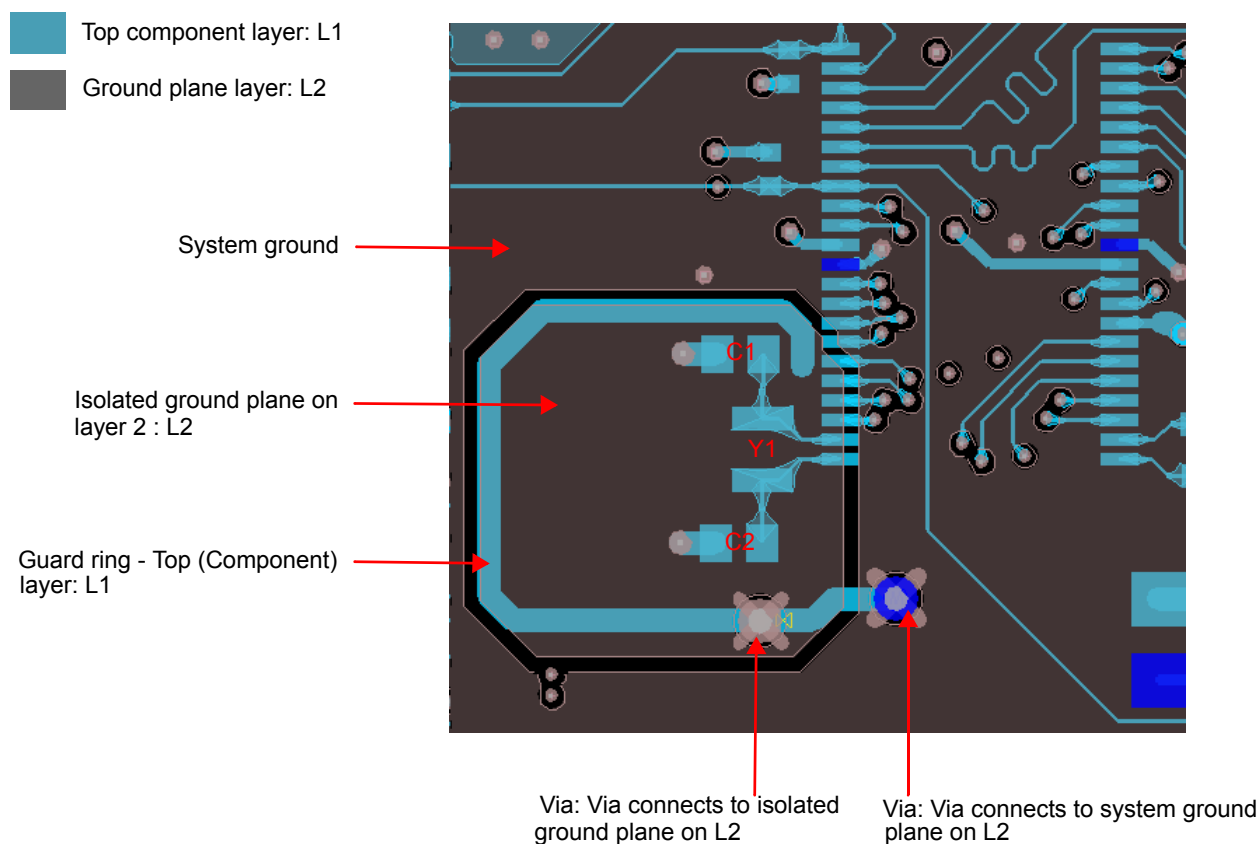 Top component layer: L1
Ground plane layer: L2
System ground
C1
Isolated ground plane on
layer 2 : L2
Y1
C2
Guard ring - Top (Component)
layer: L1
Via: Via connects to isolated
ground plane on L2
Via: Via connects to system ground
plane on L2